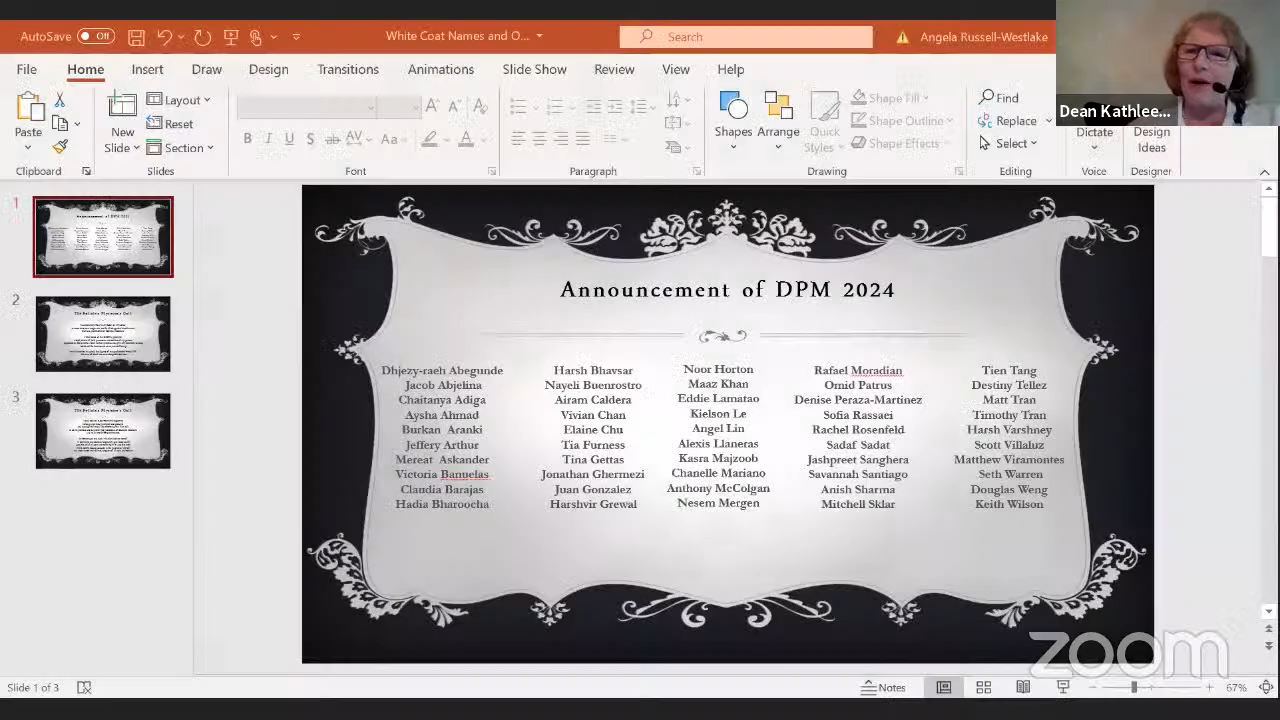 AutoSave Off
White Coat Names and O...
Search
Angela Russell-Westlake
File Home Insert Draw Design Transitions Animations Slide Show Review View Help
Dean Kathlee...
Paste
Clipboard
New Slide
Layout
Reset
Section
Slides
B I U S ab AV Aa A
Font
Paragraph
Shapes
Arrange
Quick Styles
Shape Fill
Shape Outline
Shape Effects
Drawing
Find
Replace
Select
Editing
Dictate
Voice
Design Ideas
Designer
1
2
3
Announcement of DPM 2024
Dhjezy-raeh Abegunde
Jacob Abjelina
Chaitanya Adiga
Aysha Ahmad
Burkan Aranki
Jeffery Arthur
Mereat Askander
Victoria Banuelas
Claudia Barajas
Hadia Bharoocha
Harsh Bhavsar
Nayeli Buenrostro
Airam Caldera
Vivian Chan
Elaine Chu
Tia Furness
Tina Gettas
Jonathan Ghermezi
Juan Gonzalez
Harshvir Grewal
Noor Horton
Maaz Khan
Eddie Lamatao
Kielson Le
Angel Lin
Alexis Llaneras
Kasra Majzoob
Chanelle Mariano
Anthony McColgan
Nesem Mergen
Rafael Moradian
Omid Patrus
Denise Peraza-Martinez
Sofia Rassaei
Rachel Rosenfeld
Sadaf Sadat
Jashpreet Sanghera
Savannah Santiago
Anish Sharma
Mitchell Sklar
Tien Tang
Destiny Tellez
Matt Tran
Timothy Tran
Harsh Varshney
Scott Villaluz
Matthew Viramontes
Seth Warren
Douglas Weng
Keith Wilson
zoom
Slide 1 of 3
Notes
67%